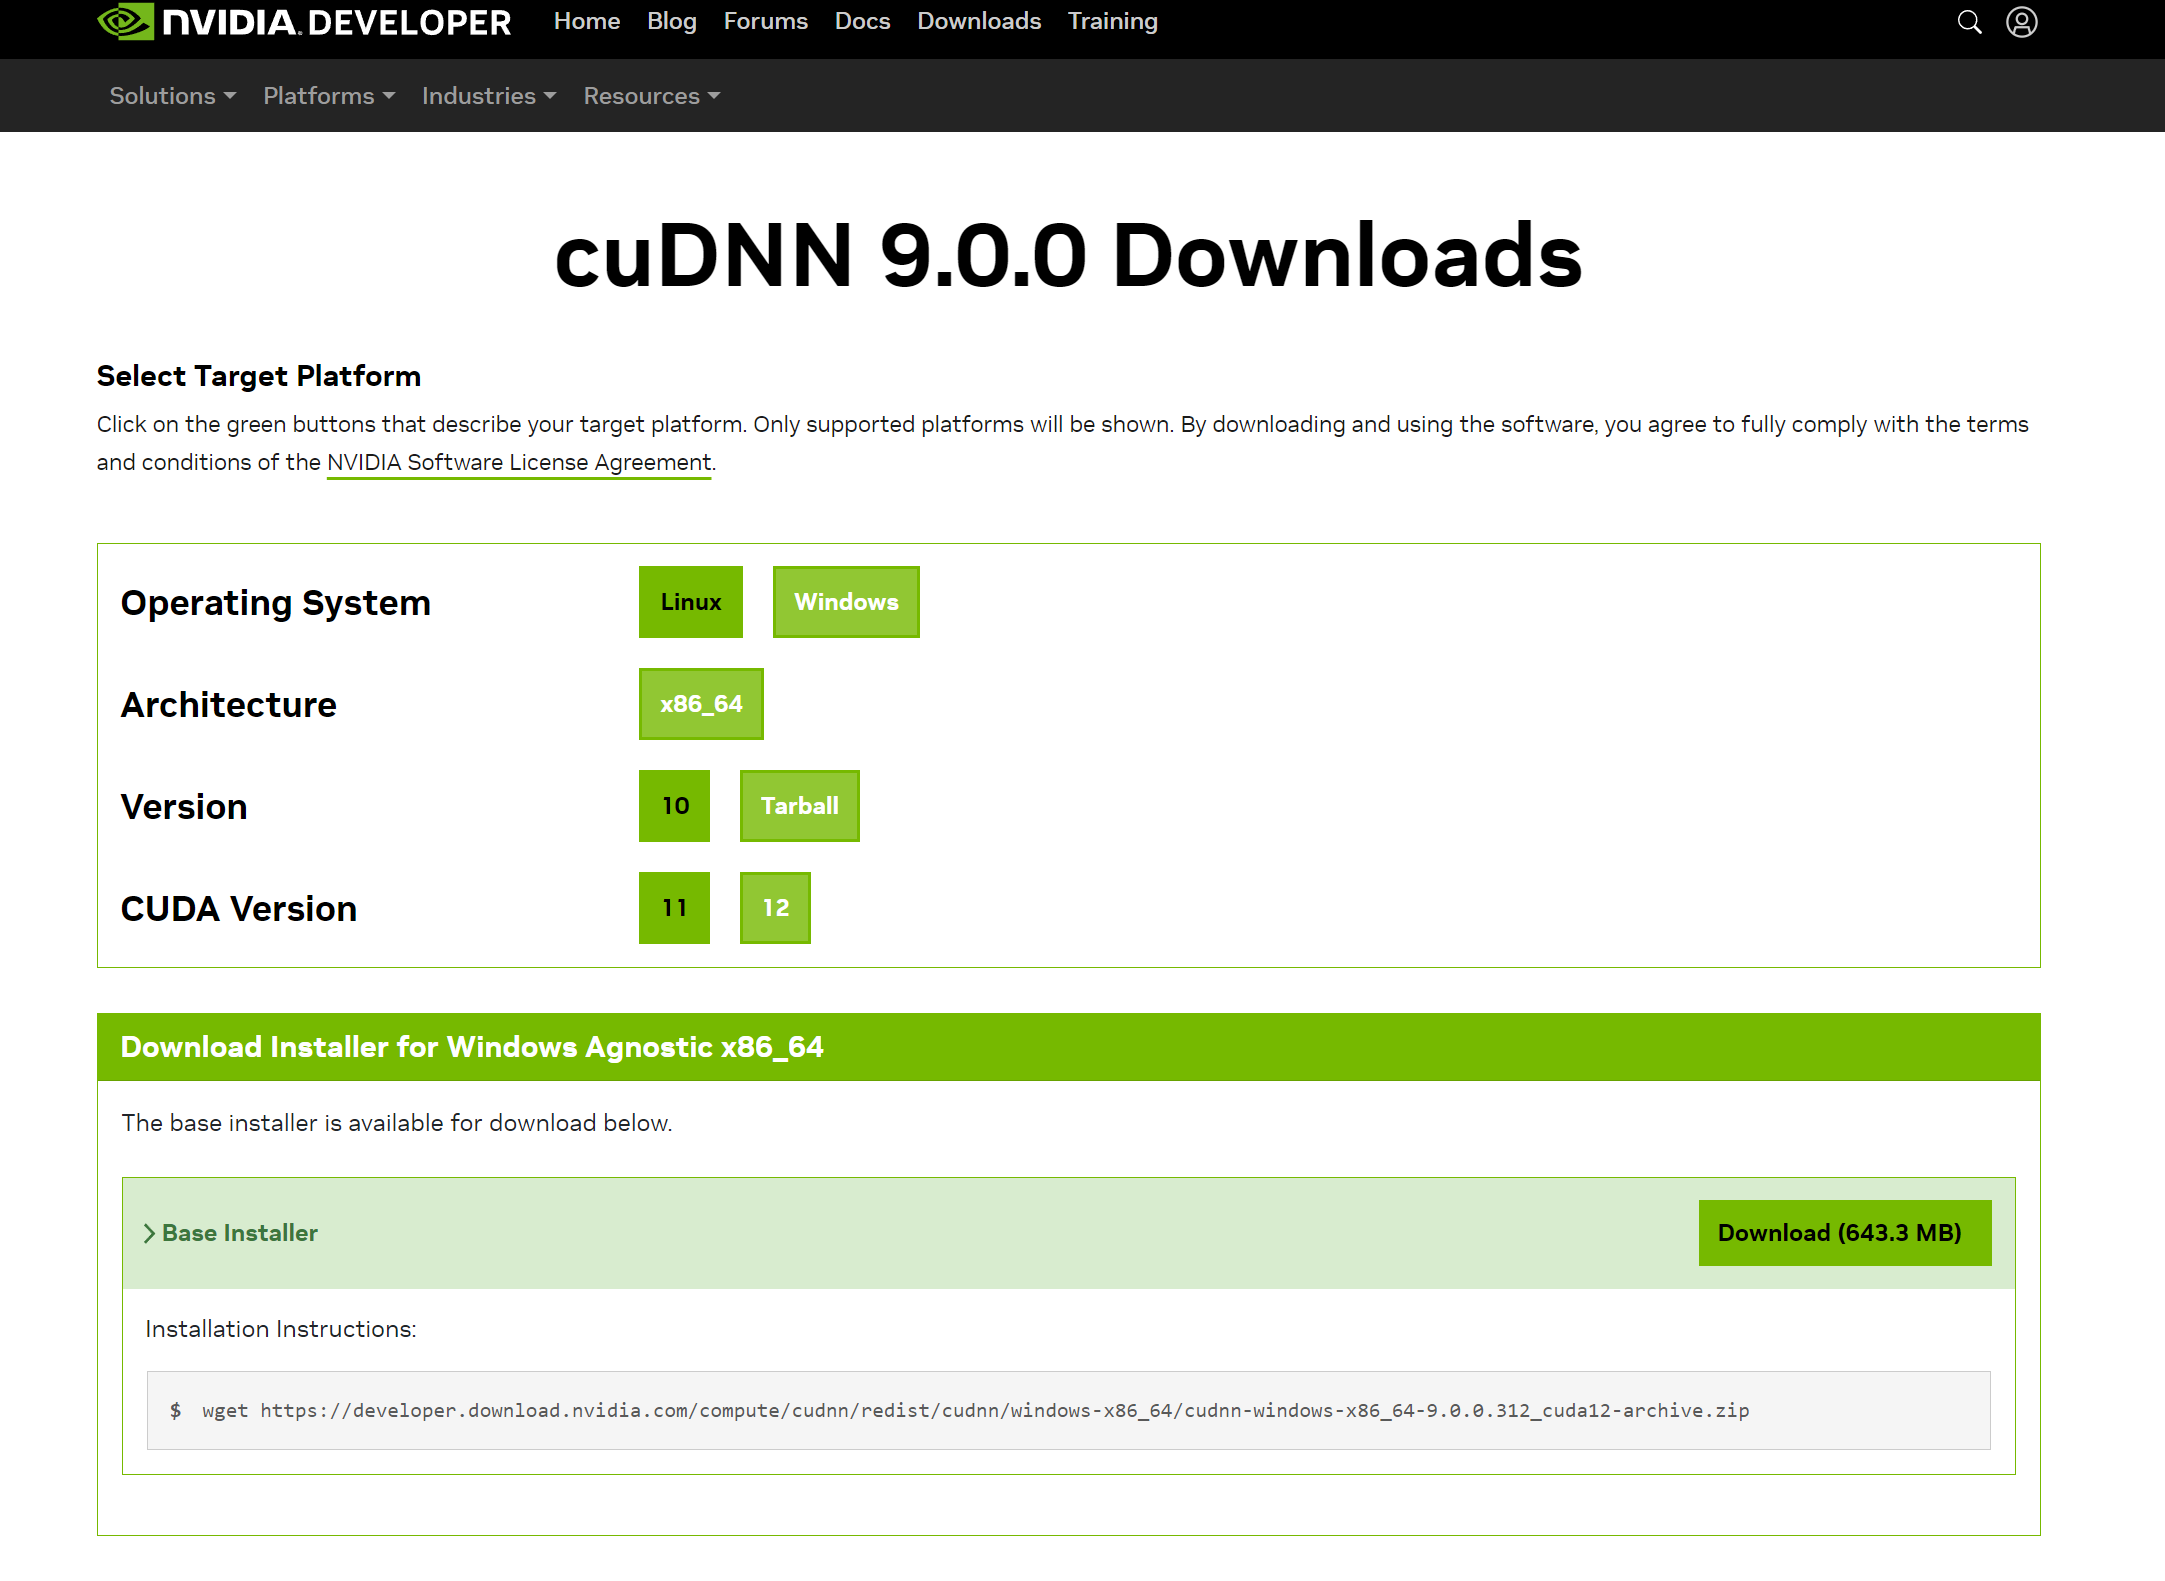 NVIDIA. DEVELOPER Home Blog Forums Docs Downloads Training
Solutions Platforms Industries Resources
cuDNN 9.0.0 Downloads
Select Target Platform
Click on the green buttons that describe your target platform. Only supported platforms will be shown. By downloading and using the software, you agree to fully comply with the terms
and conditions of the NVIDIA Software License Agreement.
Operating System Linux Windows
Architecture x86_64
Version 10 Tarball
CUDA Version 11 12
Download Installer for Windows Agnostic x86_64
The base installer is available for download below.
Base Installer Download (643.3 MB)
Installation Instructions:
$ wget https://developer.download.nvidia.com/compute/cudnn/redist/cudnn/windows-x86_64/cudnn-windows-x86_64-9.0.0.312_cuda12-archive.zip